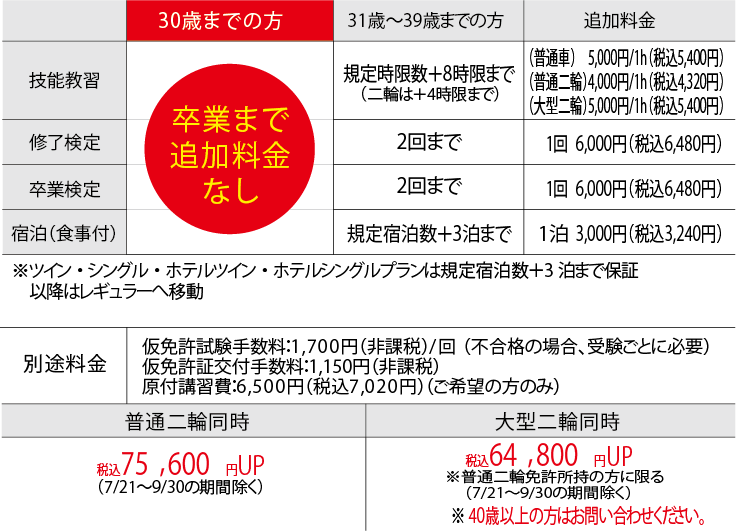 30歳までの方　31歳～39歳までの方　追加料金
技能教習
卒業まで
追加料金
なし
規定時限数＋8時限まで
（二輪は＋4時限まで）
（普通車）　5,000円/1h（税込5,400円）
（普通二輪）4,000円/1h（税込4,320円）
（大型二輪）5,000円/1h（税込5,400円）
修了検定　2回まで　1回 6,000円（税込6,480円）
卒業検定　2回まで　1回 6,000円（税込6,480円）
宿泊（食事付）　規定宿泊数＋3泊まで　1泊 3,000円（税込3,240円）
※ツイン・シングル・ホテルツイン・ホテルシングルプランは規定宿泊数＋3 泊まで保証
以降はレギュラーへ移動
別途料金
仮免許試験手数料：1,700円（非課税）/回（不合格の場合、受験ごとに必要）
仮免許証交付手数料：1,150円（非課税）
原付講習費：6,500円（税込7,020円）（ご希望の方のみ）
普通二輪同時
税込75 ,600 円UP
（7/21～9/30の期間除く）
大型二輪同時
税込64 ,800 円UP
※普通二輪免許所持の方に限る
（7/21～9/30の期間除く）
※ 40歳以上の方はお問い合わせください。